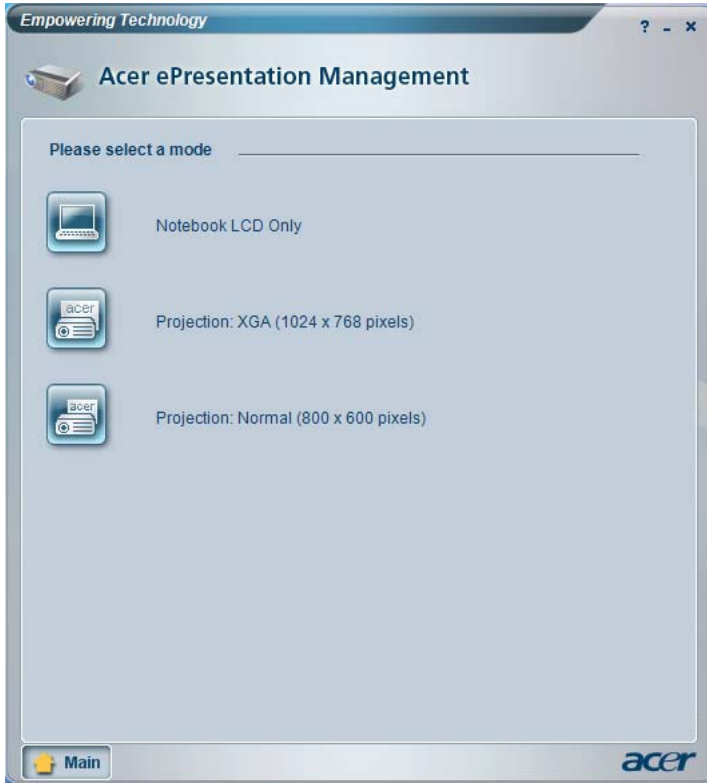 Empowering Technology
? - ×
Acer ePresentation Management
Please select a mode
Notebook LCD Only
acer
Projection: XGA (1024 x 768 pixels)
acer
Projection: Normal (800 x 600 pixels)
Main
acer